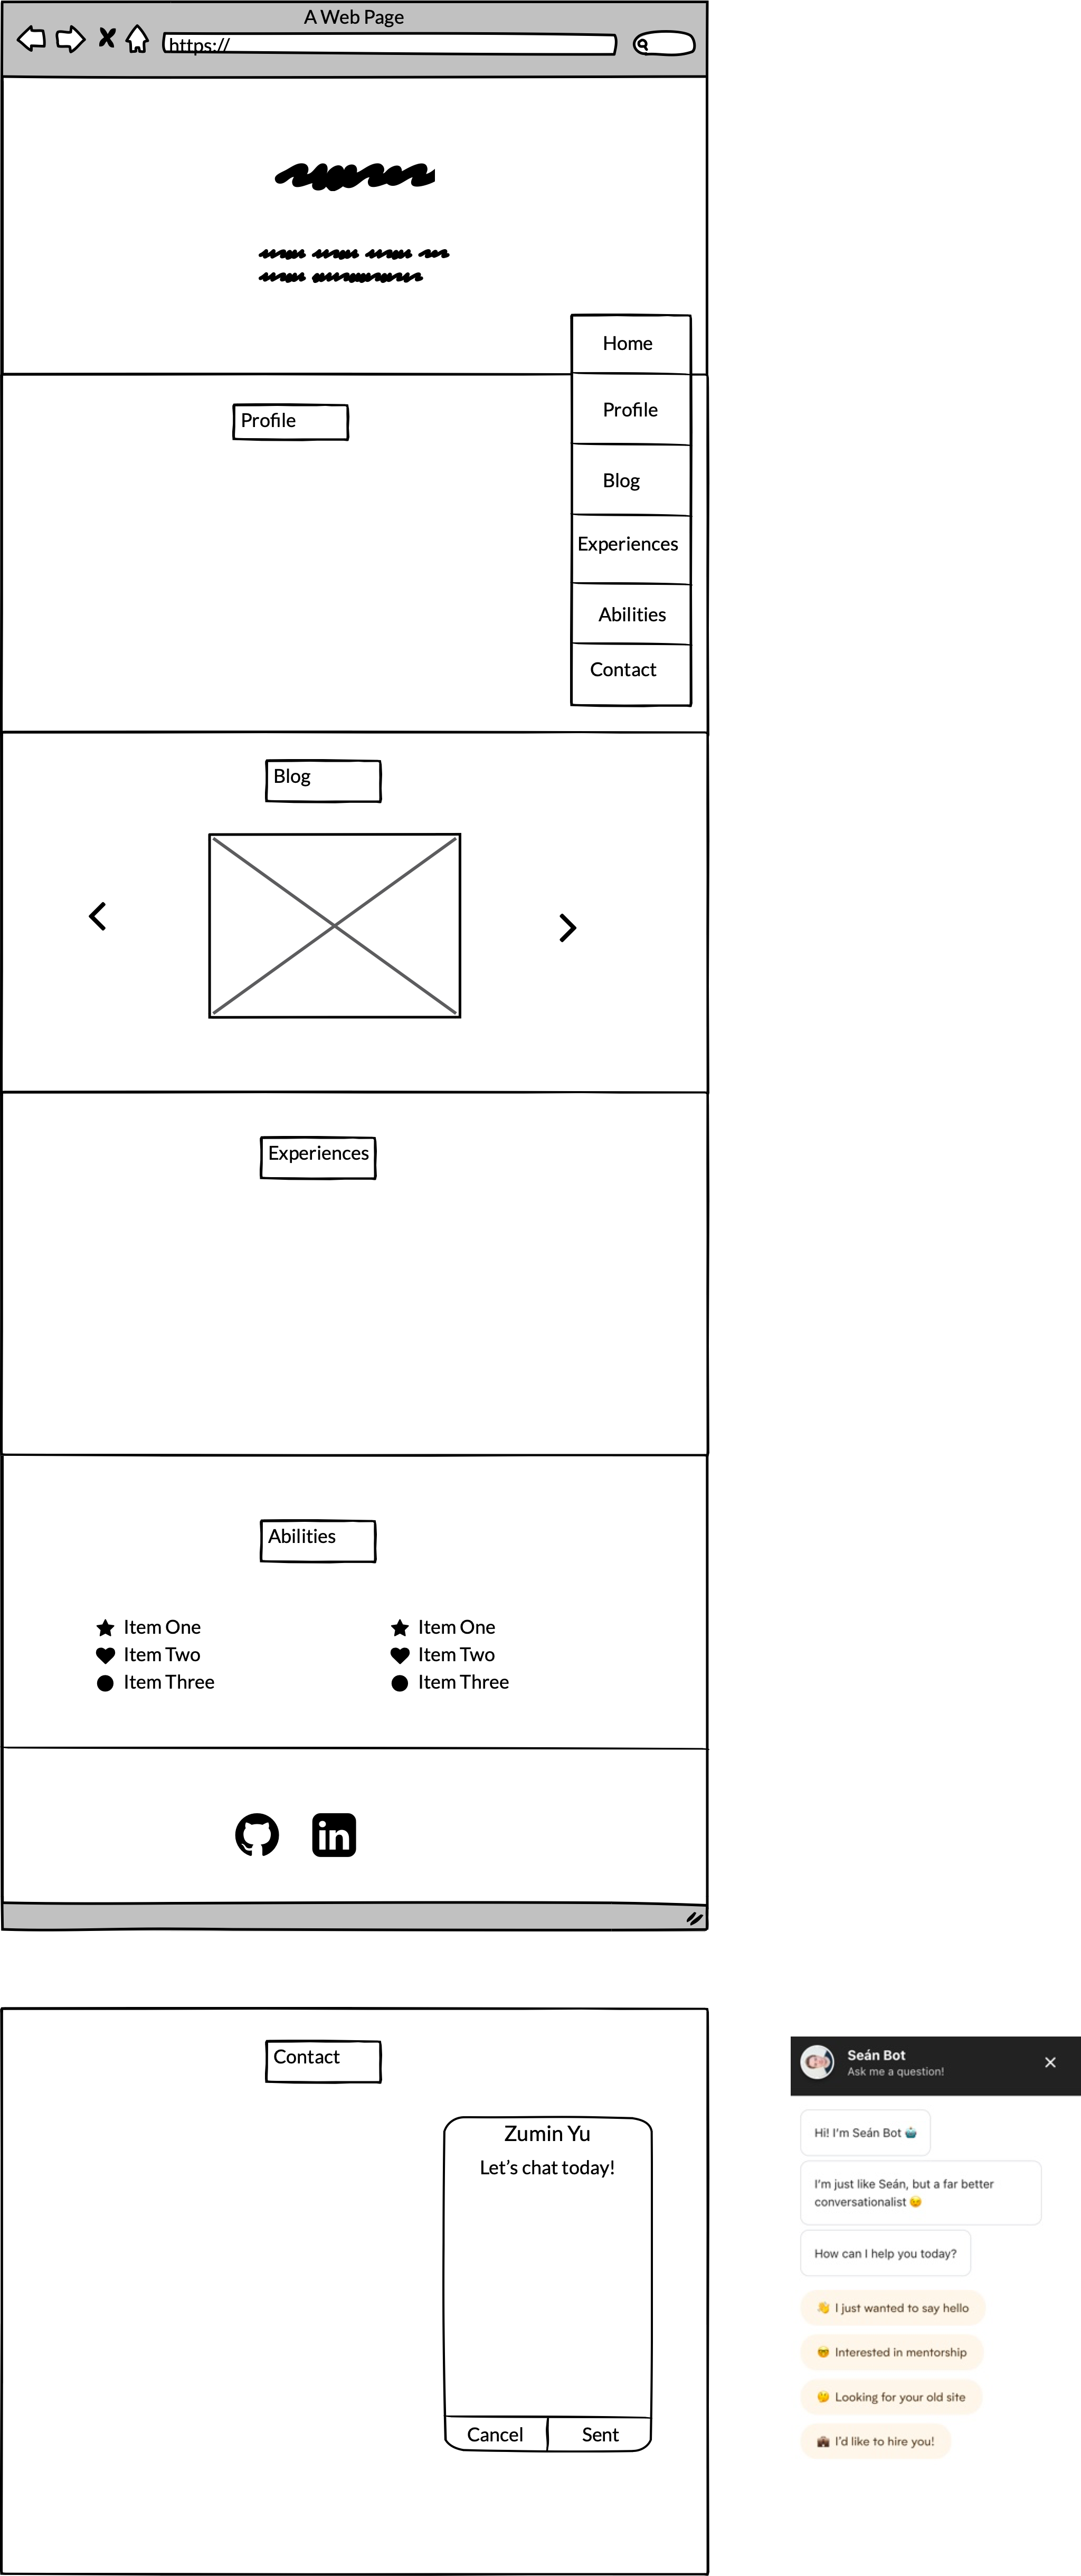 A Web Page
https://
Home
Profile
Profile
Blog
Experiences
Abilities
Contact
Blog
Experiences
Abilities
Item One
Item Two
Item Three
Item One
Item Two
Item Three
in
Contact
Zumin Yu
Let's chat today!
Cancel
Sent
Seán Bot
Ask me a question!
Hi! I'm Seán Bot
I'm just like Seán, but a far better
conversationalist 😉
How can I help you today?
👋 I just wanted to say hello
🤓 Interested in mentorship
🤔 Looking for your old site
💼 I'd like to hire you!